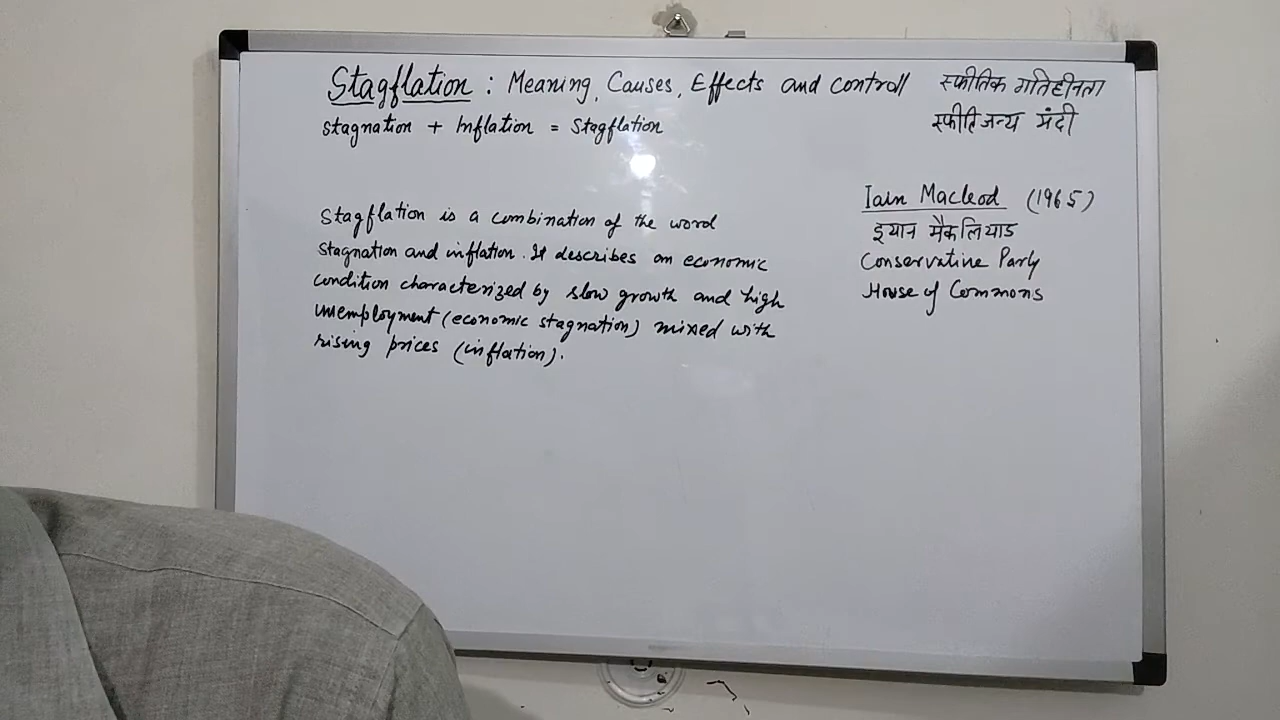 Stagflation : Meaning, Causes, Effects and controll
स्फीतिक गतिहीनता
Stagnation + Inflation = Stagflation
स्फीतिजन्य मंदी
Stagflation is a combination of the word
stagnation and inflation. It describes an economic
condition characterized by slow growth and high
unemployment (economic stagnation) mixed with
rising prices (inflation).
Iain Macleod (1965)
इयान मैकलियाड
Conservative Party
House of Commons